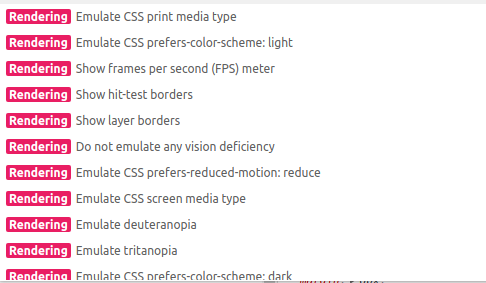 Rendering Emulate CSS print media type
Rendering Emulate CSS prefers-color-scheme: light
Rendering Show frames per second (FPS) meter
Rendering Show hit-test borders
Rendering Show layer borders
Rendering Do not emulate any vision deficiency
Rendering Emulate CSS prefers-reduced-motion: reduce
Rendering Emulate CSS screen media type
Rendering Emulate deuteranopia
Rendering Emulate tritanopia
Rendering Emulate CSS prefers-color-scheme: dark